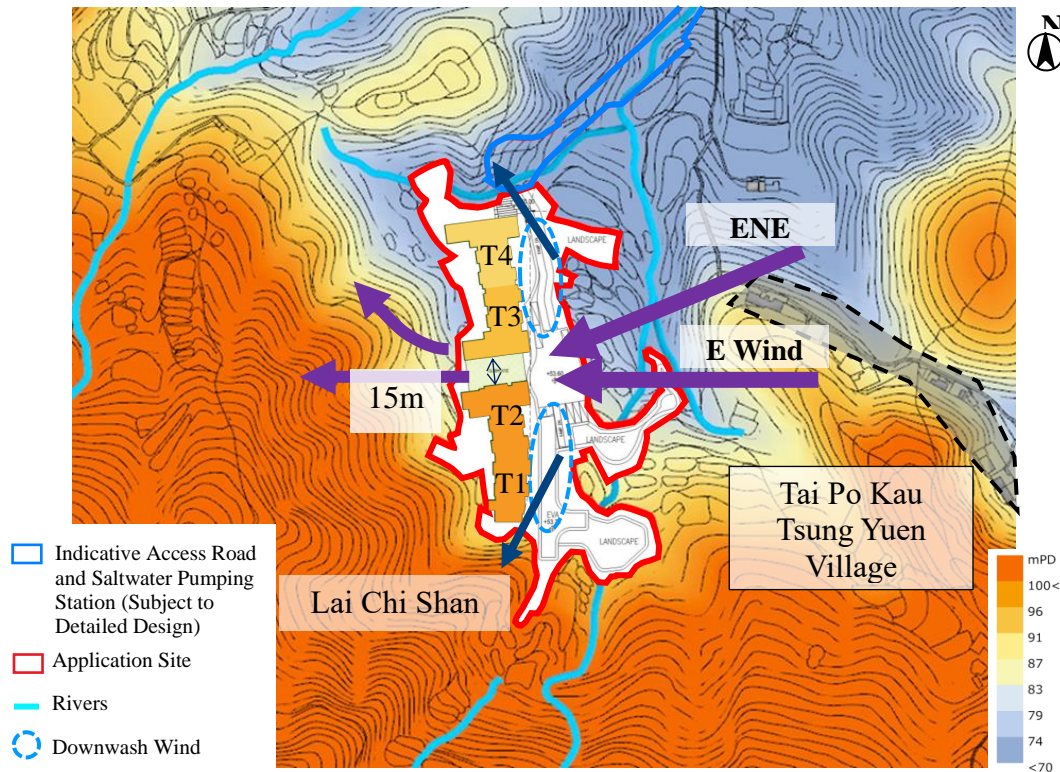 N
ENE
LANDSCAPE
T4
T3
E Wind
+53.60
15m
T2
LANDSCAPE
T1
EVA
LANDSCAPE
Tai Po Kau
Tsung Yuen
Village
Lai Chi Shan
Indicative Access Road
and Saltwater Pumping
Station (Subject to
Detailed Design)
Application Site
Rivers
Downwash Wind
mPD
100<
96
91
87
83
79
74
<70